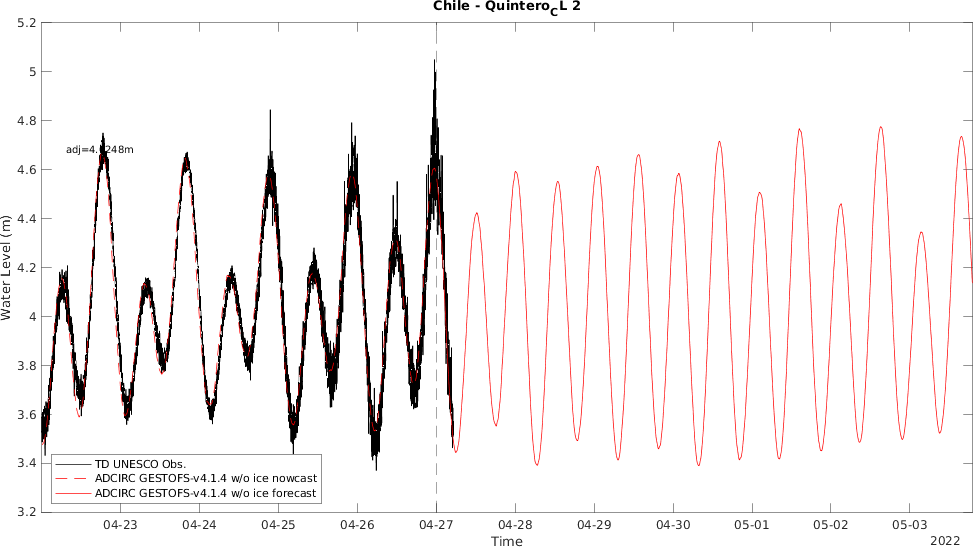 Chile - Quintero_CL 2
5.2
5
4.8
4.6
4.4
4.2
4
3.8
3.6
3.4
3.2
Water Level (m)
TD UNESCO Obs.
ADCIRC GESTOFS-v4.1.4 w/o ice nowcast
ADCIRC GESTOFS-v4.1.4 w/o ice forecast
04-23 04-24 04-25 04-26 04-27 04-28 04-29 04-30 05-01 05-02 05-03
Time
2022